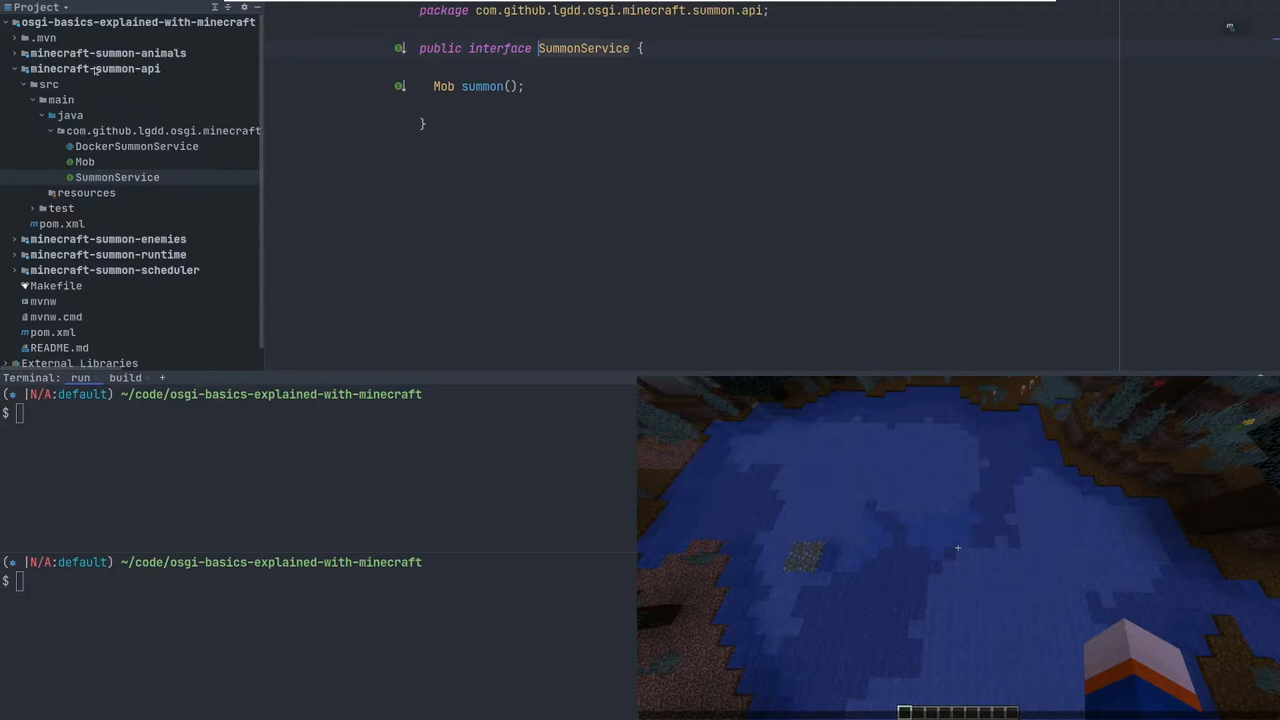 Project
osgi-basics-explained-with-minecraft
.mvn
minecraft-summon-animals
minecraft-summon-api
src
main
java
com.github.lgdd.osgi.minecraft
DockerSummonService
Mob
SummonService
resources
test
pom.xml
minecraft-summon-enemies
minecraft-summon-runtime
minecraft-summon-scheduler
Makefile
mvnw
mvnw.cmd
pom.xml
README.md
External Libraries
package com.github.lgdd.osgi.minecraft.summon.api;
public interface SummonService {
Mob summon();
}
Terminal: run build +
(✱ |N/A:default) ~/code/osgi-basics-explained-with-minecraft
$
(✱ |N/A:default) ~/code/osgi-basics-explained-with-minecraft
$